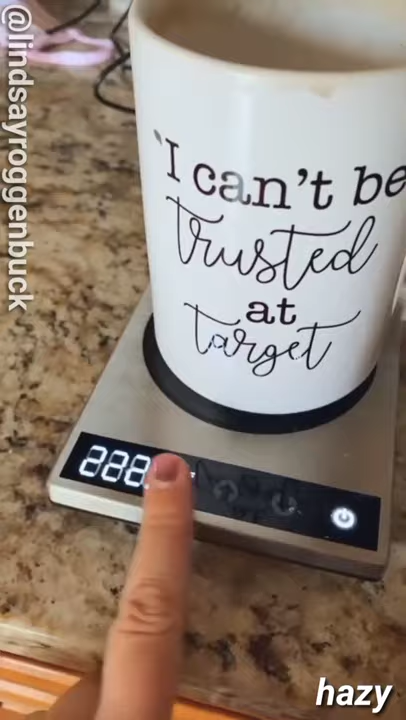 @lindsayroggenbuck
"I can't be
trusted
at
target
hazy